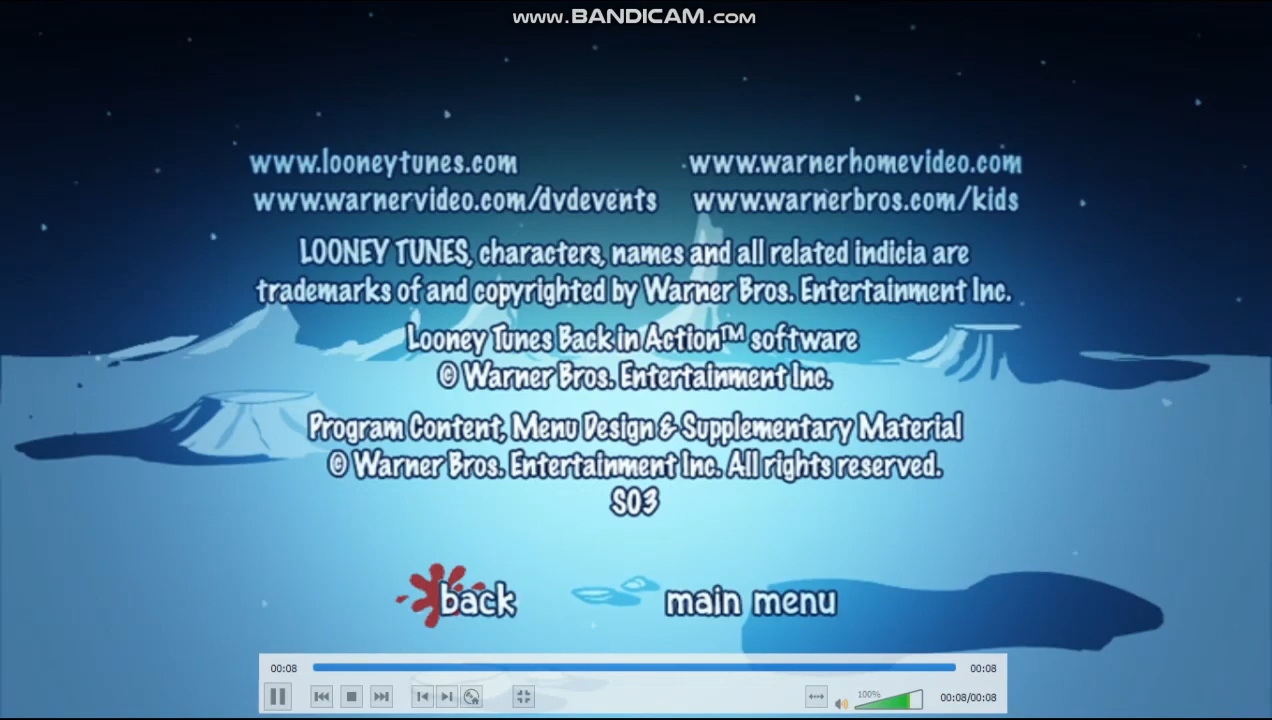 www.BANDICAM.com
www.looneytunes.com www.warnerhomevideo.com
www.warnervideo.com/dvdevents www.warnerbros.com/kids
LOONEY TUNES, characters, names and all related indicia are
trademarks of and copyrighted by Warner Bros. Entertainment Inc.
Looney Tunes Back in Action™ software
© Warner Bros. Entertainment Inc.
Program Content, Menu Design & Supplementary Material
© Warner Bros. Entertainment Inc. All rights reserved.
S03
back main menu
00:08 00:08
100% 00:08/00:08